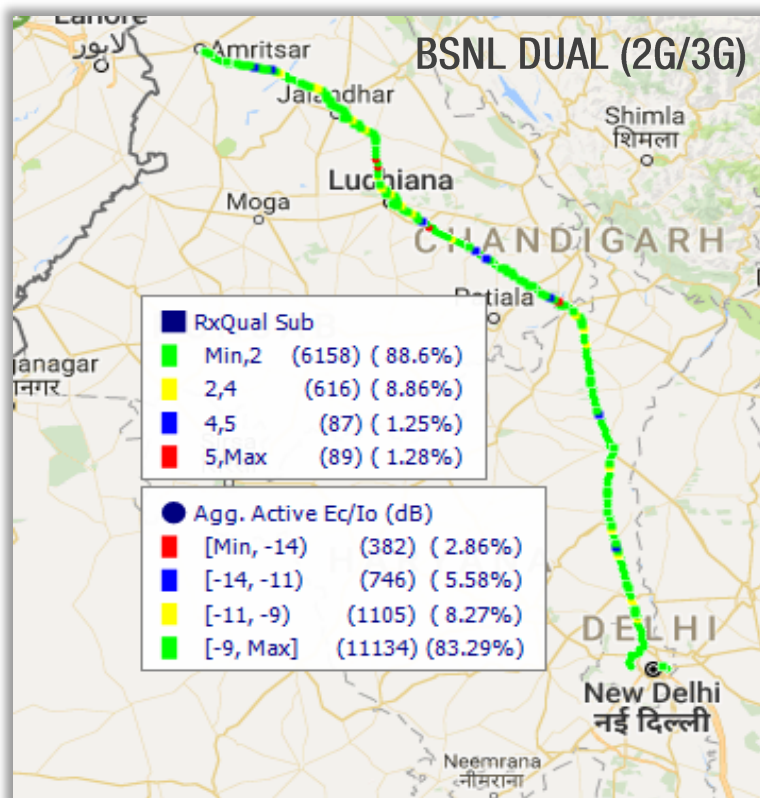 Lahore
لاہور
BSNL DUAL (2G/3G)
Amritsar
Jalandhar
Shimla
शिमला
Ludhiana
Moga
CHANDIGARH
Patiala
RxQual Sub
Min,2 (6158) ( 88.6%)
2,4 (616) ( 8.86%)
4,5 (87) ( 1.25%)
5,Max (89) ( 1.28%)
janagar
ानगर
Agg. Active Ec/Io (dB)
[Min, -14) (382) ( 2.86%)
[-14, -11) (746) ( 5.58%)
[-11, -9) (1105) ( 8.27%)
[-9, Max] (11134) (83.29%)
DELHI
New Delhi
नई दिल्ली
Neemrana
नीमराना